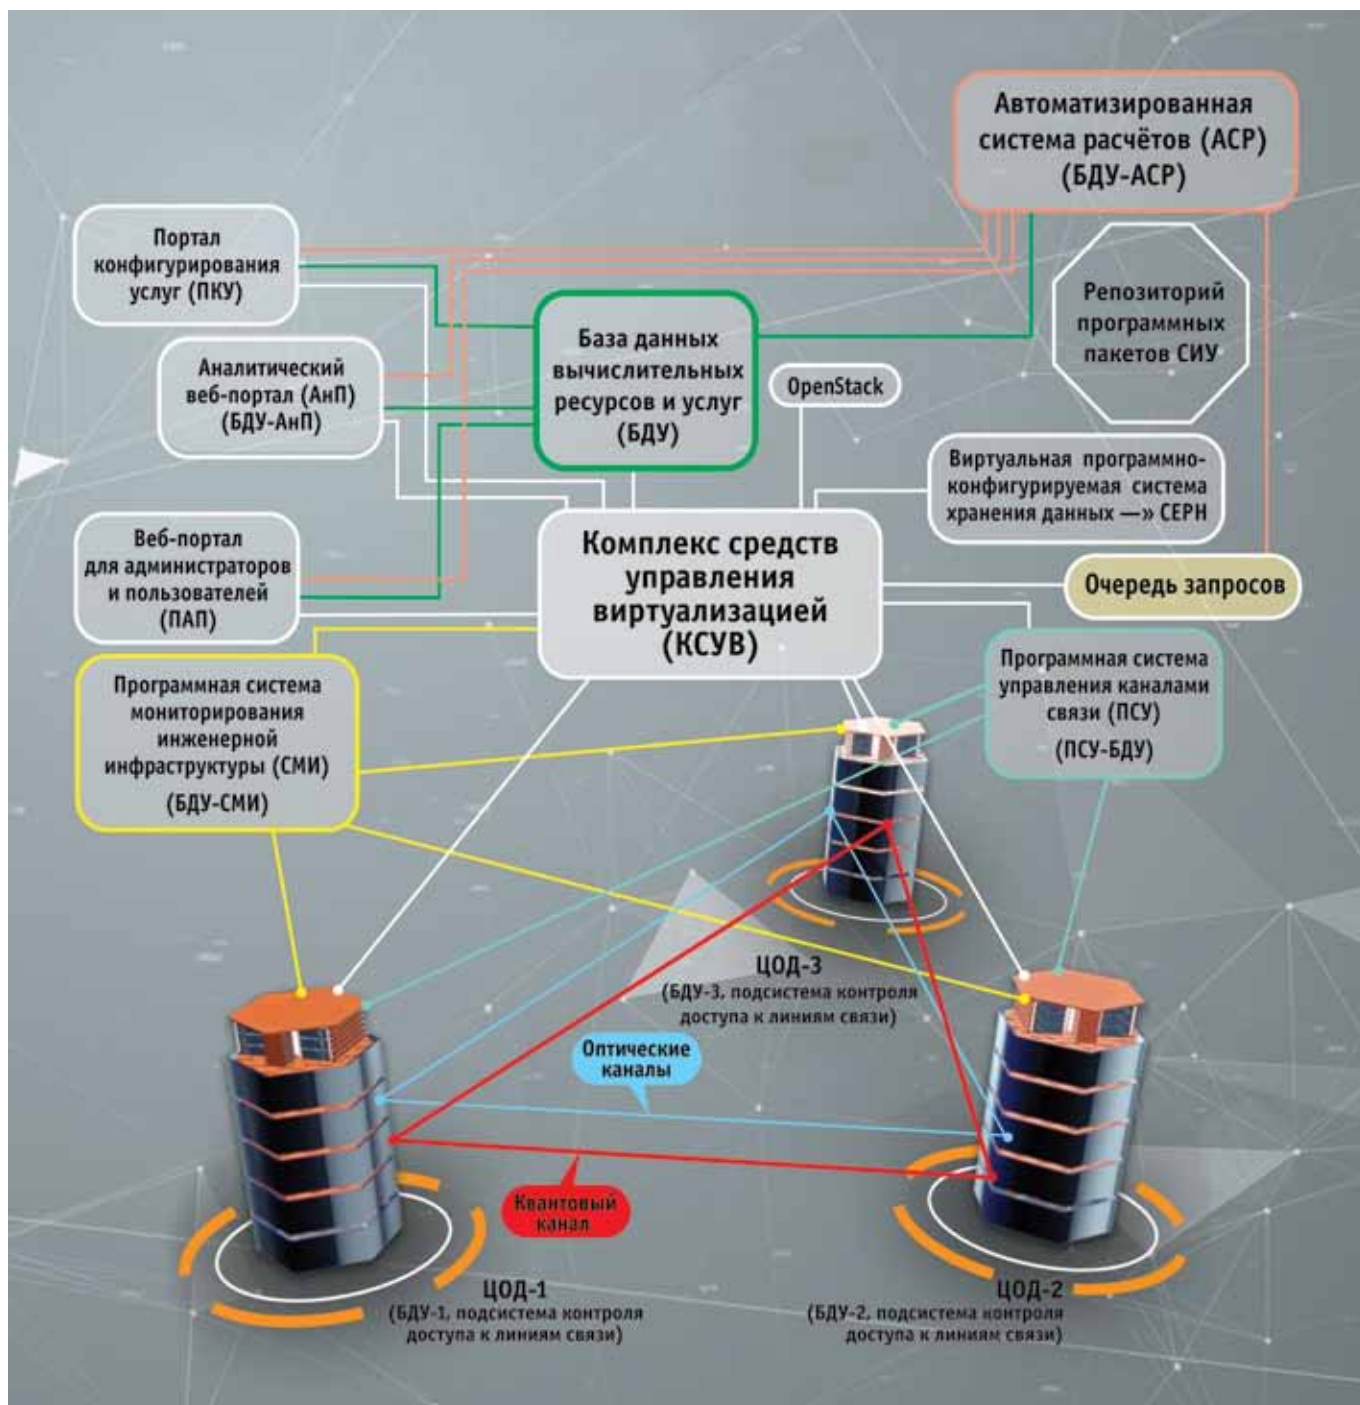 Автоматизированная
система расчётов (АСР)
(БДУ-АСР)
Портал
конфигурирования
услуг (ПКУ)
Репозиторий
программных
пакетов СИУ
База данных
вычислительных
ресурсов и услуг
(БДУ)
Аналитический
веб-портал (АнП)
(БДУ-АнП)
OpenStack
Виртуальная программно-
конфигурируемая система
хранения данных —» СЕРН
Веб-портал
для администраторов
и пользователей
(ПАП)
Комплекс средств
управления
виртуализацией
(КСУВ)
Очередь запросов
Программная система
мониторирования
инженерной
инфраструктуры (СМИ)
(БДУ-СМИ)
Программная система
управления каналами
связи (ПСУ)
(ПСУ-БДУ)
ЦОД-3
(БДУ-3, подсистема контроля
доступа к линиям связи)
Оптические
каналы
Квантовый
канал
ЦОД-1
(БДУ-1, подсистема контроля
доступа к линиям связи)
ЦОД-2
(БДУ-2, подсистема контроля
доступа к линиям связи)